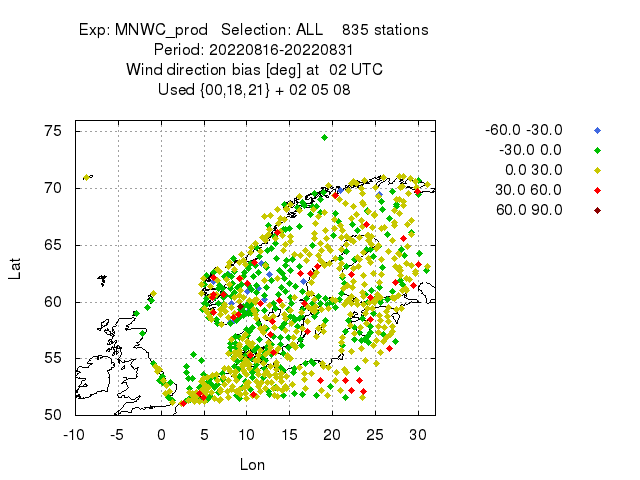 Exp: MNWC_prod   Selection: ALL    835 stations
Period: 20220816-20220831
Wind direction bias [deg] at  02 UTC
Used {00,18,21} + 02 05 08
-60.0 -30.0
-30.0 0.0
0.0 30.0
30.0 60.0
60.0 90.0
75
70
65
60
55
50
Lat
-10 -5 0 5 10 15 20 25 30
Lon